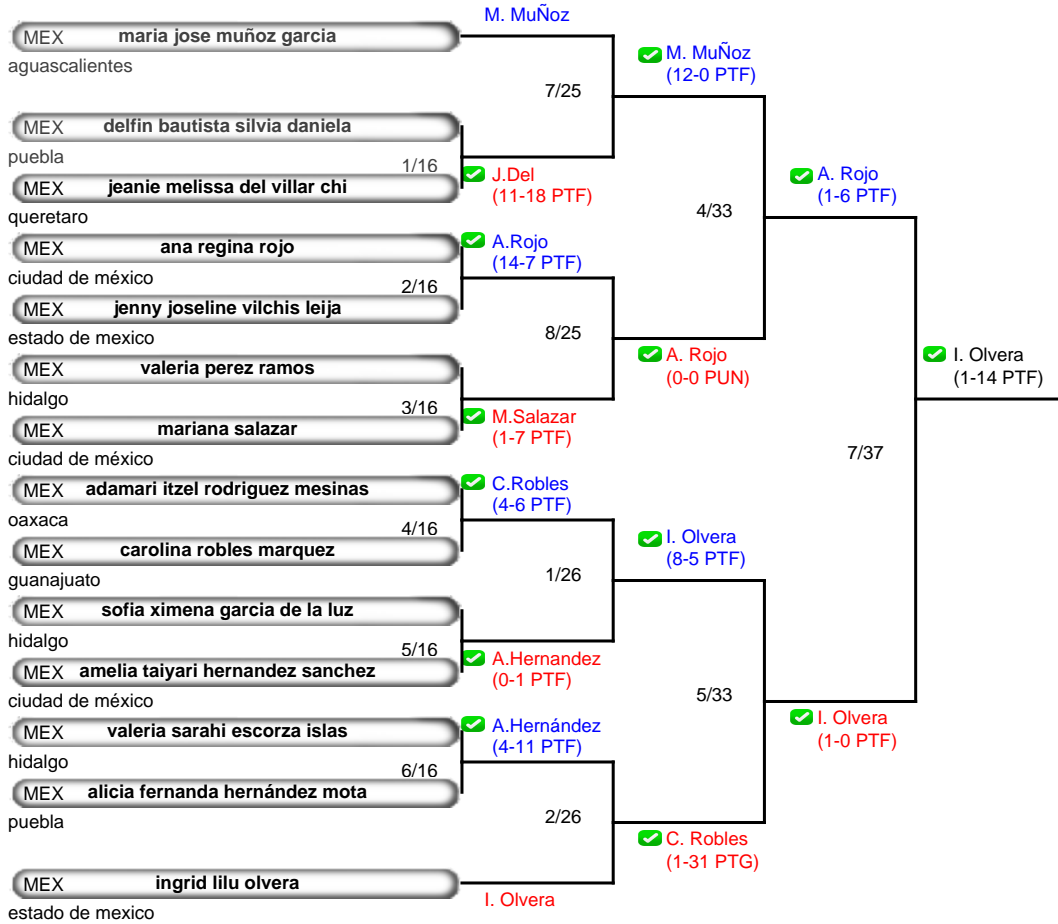 M. MuÑoz
MEX maria jose muñoz garcia
aguascalientes
M. MuÑoz
(12-0 PTF)
7/25
MEX delfin bautista silvia daniela
puebla
1/16
J.Del
(11-18 PTF)
MEX jeanie melissa del villar chi
queretaro
A. Rojo
(1-6 PTF)
4/33
MEX ana regina rojo
ciudad de méxico
A.Rojo
(14-7 PTF)
2/16
MEX jenny joseline vilchis leija
estado de mexico
8/25
A. Rojo
(0-0 PUN)
I. Olvera
(1-14 PTF)
MEX valeria perez ramos
hidalgo
3/16
M.Salazar
(1-7 PTF)
MEX mariana salazar
ciudad de méxico
7/37
MEX adamari itzel rodriguez mesinas
oaxaca
C.Robles
(4-6 PTF)
4/16
MEX carolina robles marquez
guanajuato
I. Olvera
(8-5 PTF)
1/26
MEX sofia ximena garcia de la luz
hidalgo
5/16
A.Hernandez
(0-1 PTF)
MEX amelia taiyari hernandez sanchez
ciudad de méxico
5/33
I. Olvera
(1-0 PTF)
MEX valeria sarahi escorza islas
hidalgo
A.Hernández
(4-11 PTF)
6/16
MEX alicia fernanda hernández mota
puebla
2/26
C. Robles
(1-31 PTG)
MEX ingrid lilu olvera
estado de mexico
I. Olvera